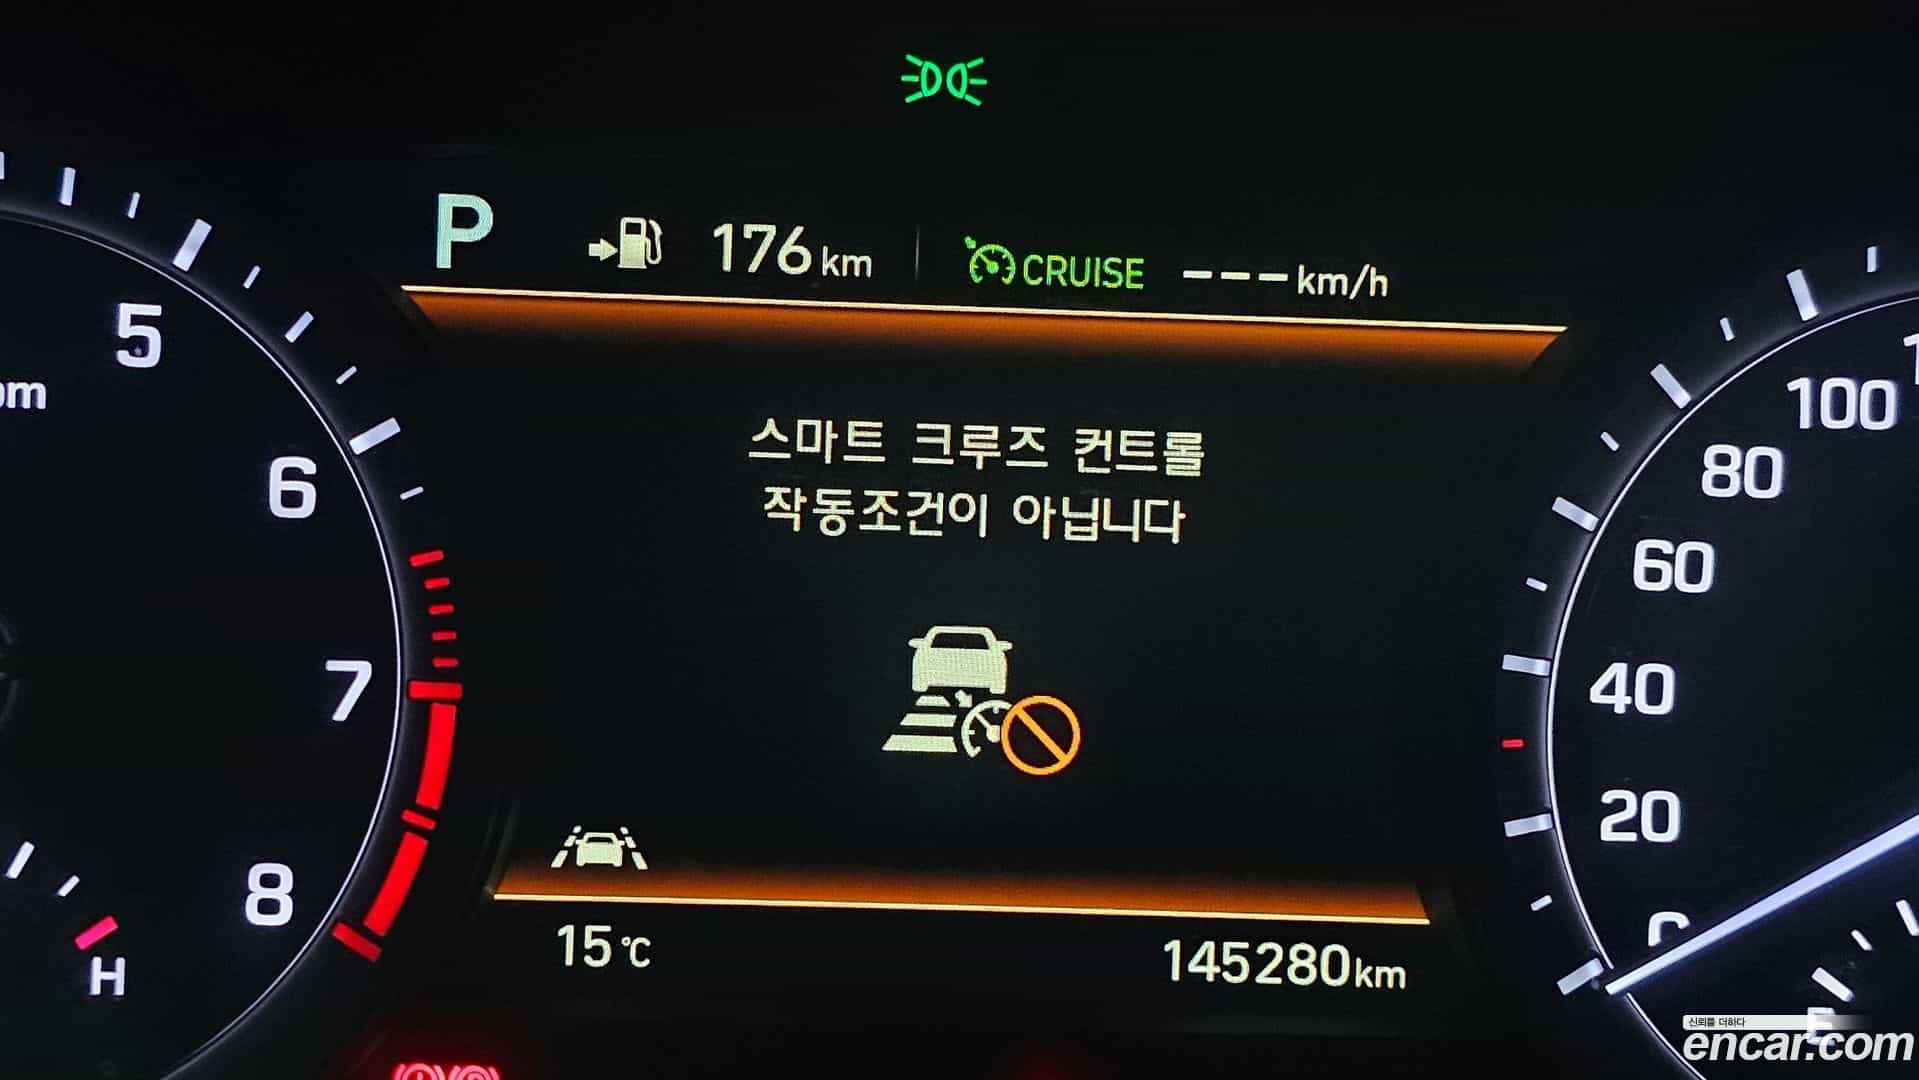 P 176 km CRUISE ---km/h
스마트 크루즈 컨트롤
작동조건이 아닙니다
15 ℃ 145280km
5
6
7
8
H
100
80
60
40
20
E
신뢰를 더하다
encar.com